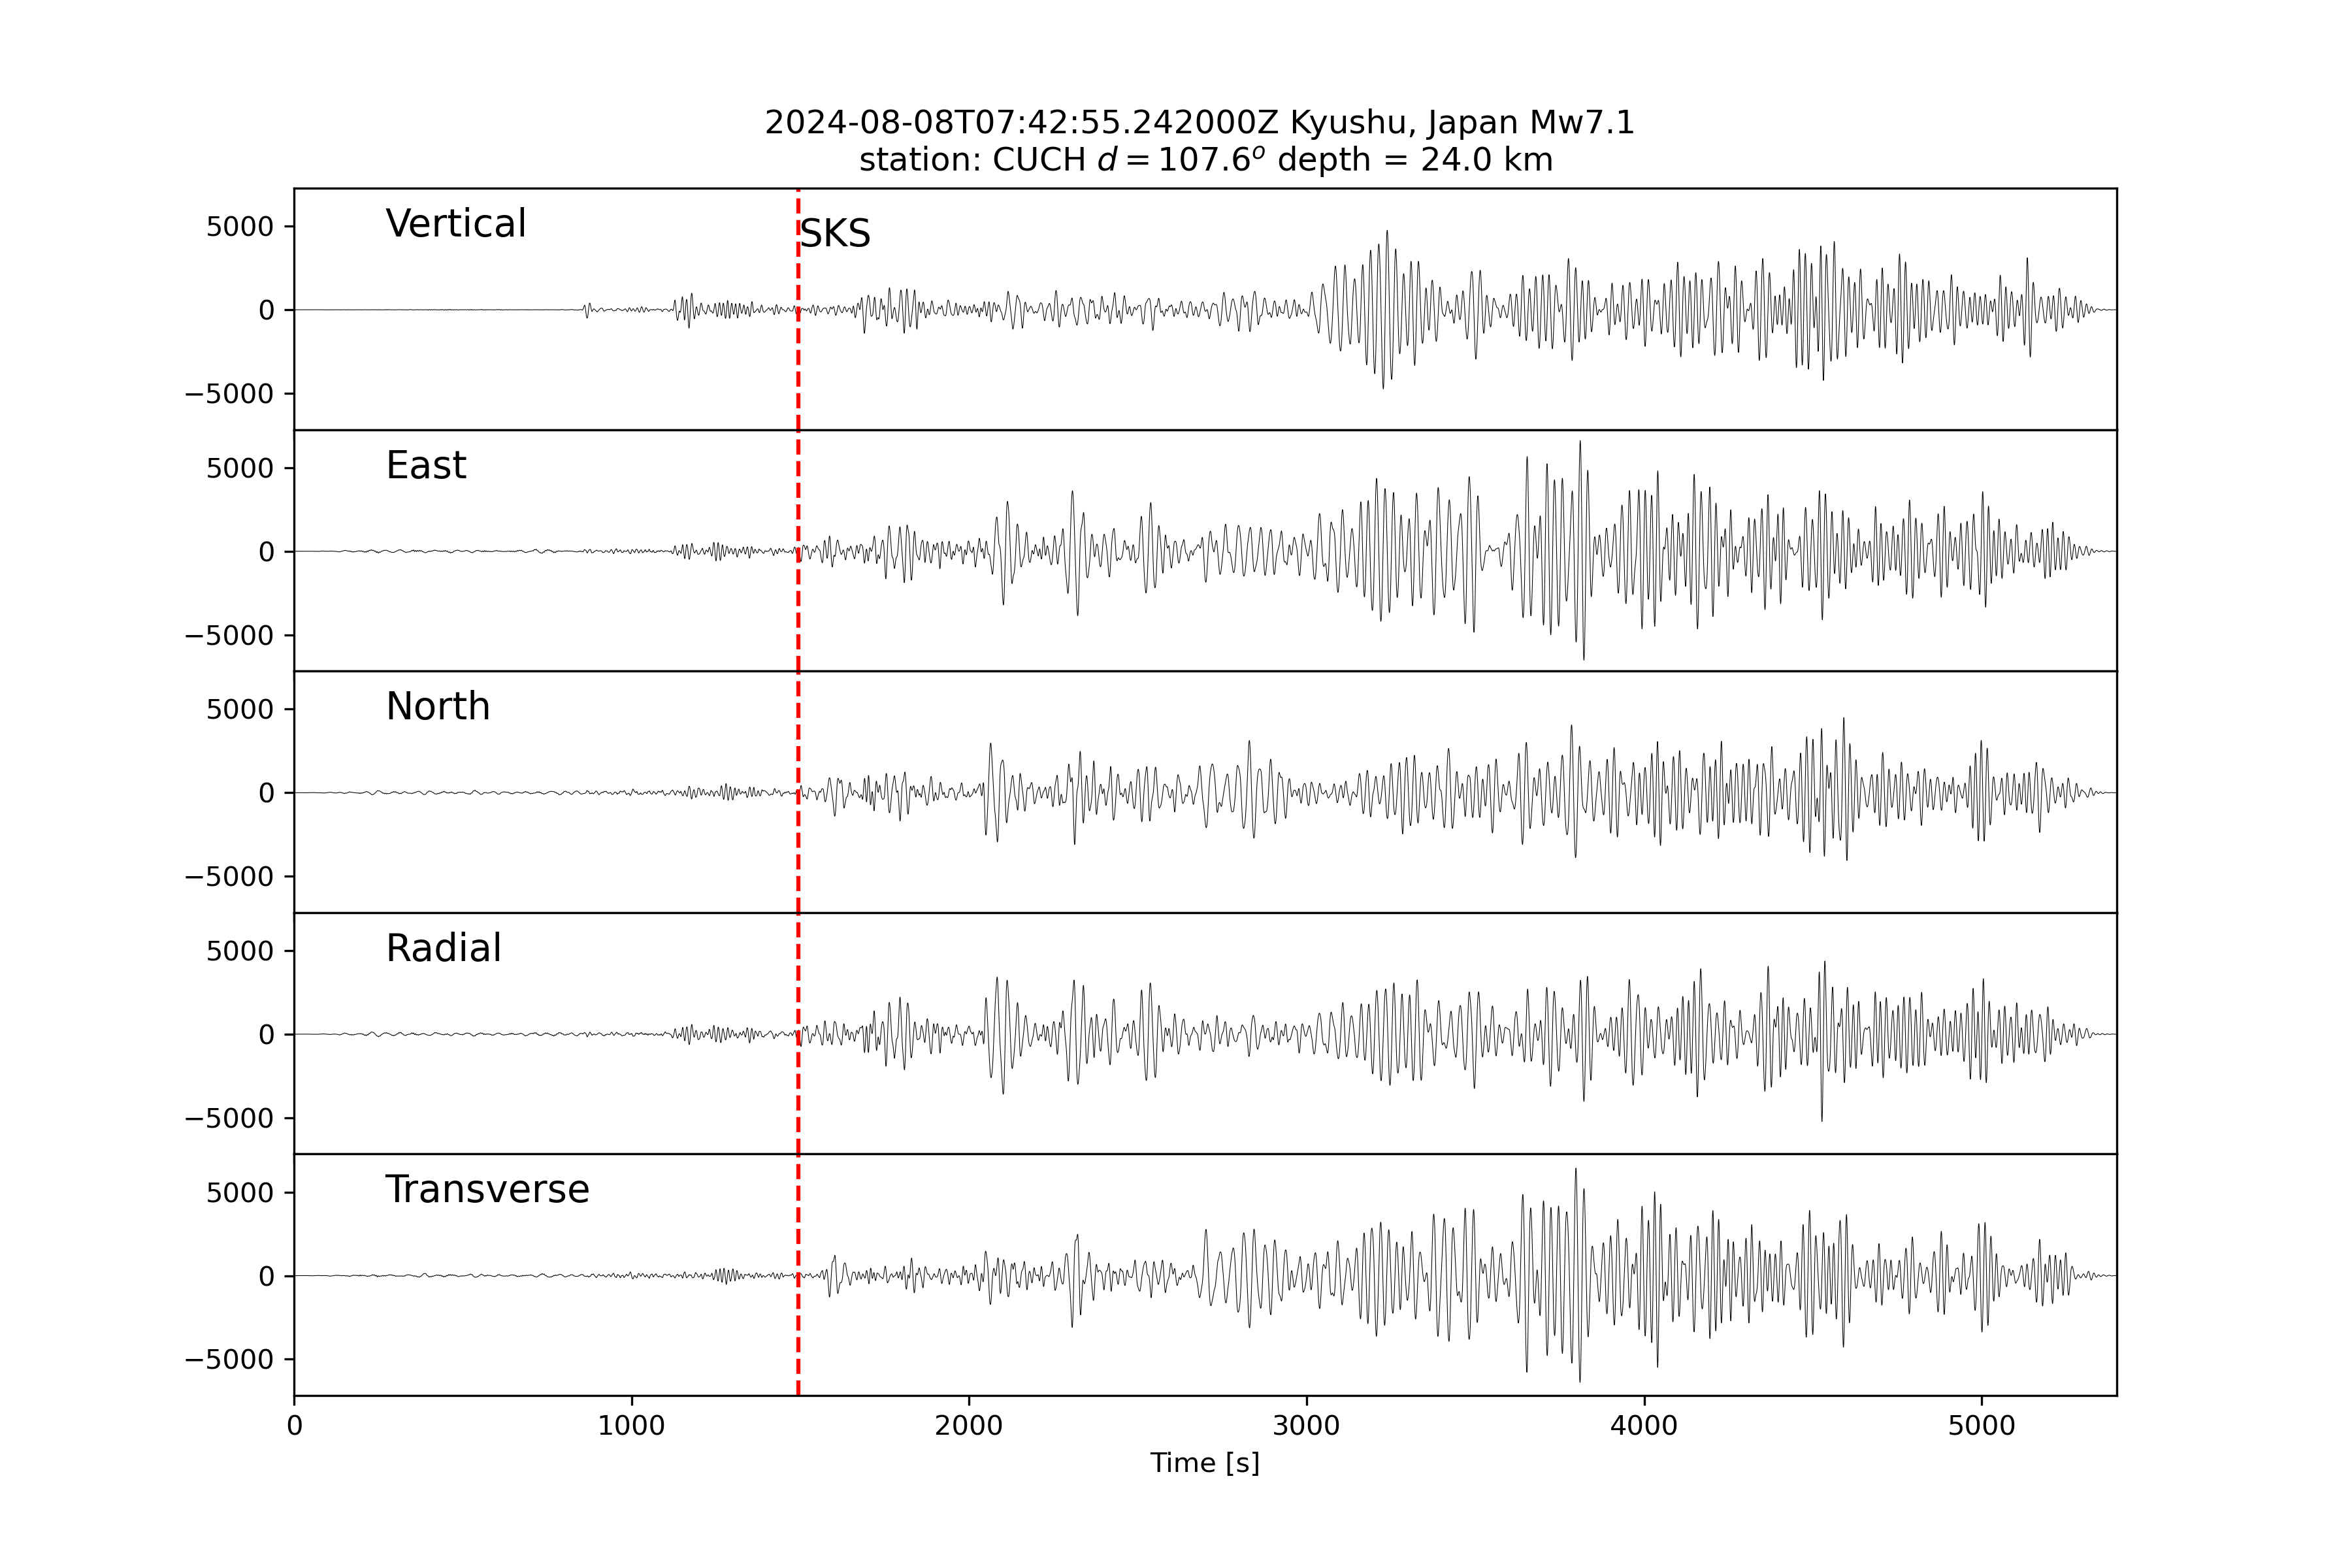 2024-08-08T07:42:55.242000Z Kyushu, Japan Mw7.1
station: CUCH d = 107.6° depth = 24.0 km
Vertical
SKS
5000
0
−5000
East
5000
0
−5000
North
5000
0
−5000
Radial
5000
0
−5000
Transverse
5000
0
−5000
0 1000 2000 3000 4000 5000
Time [s]